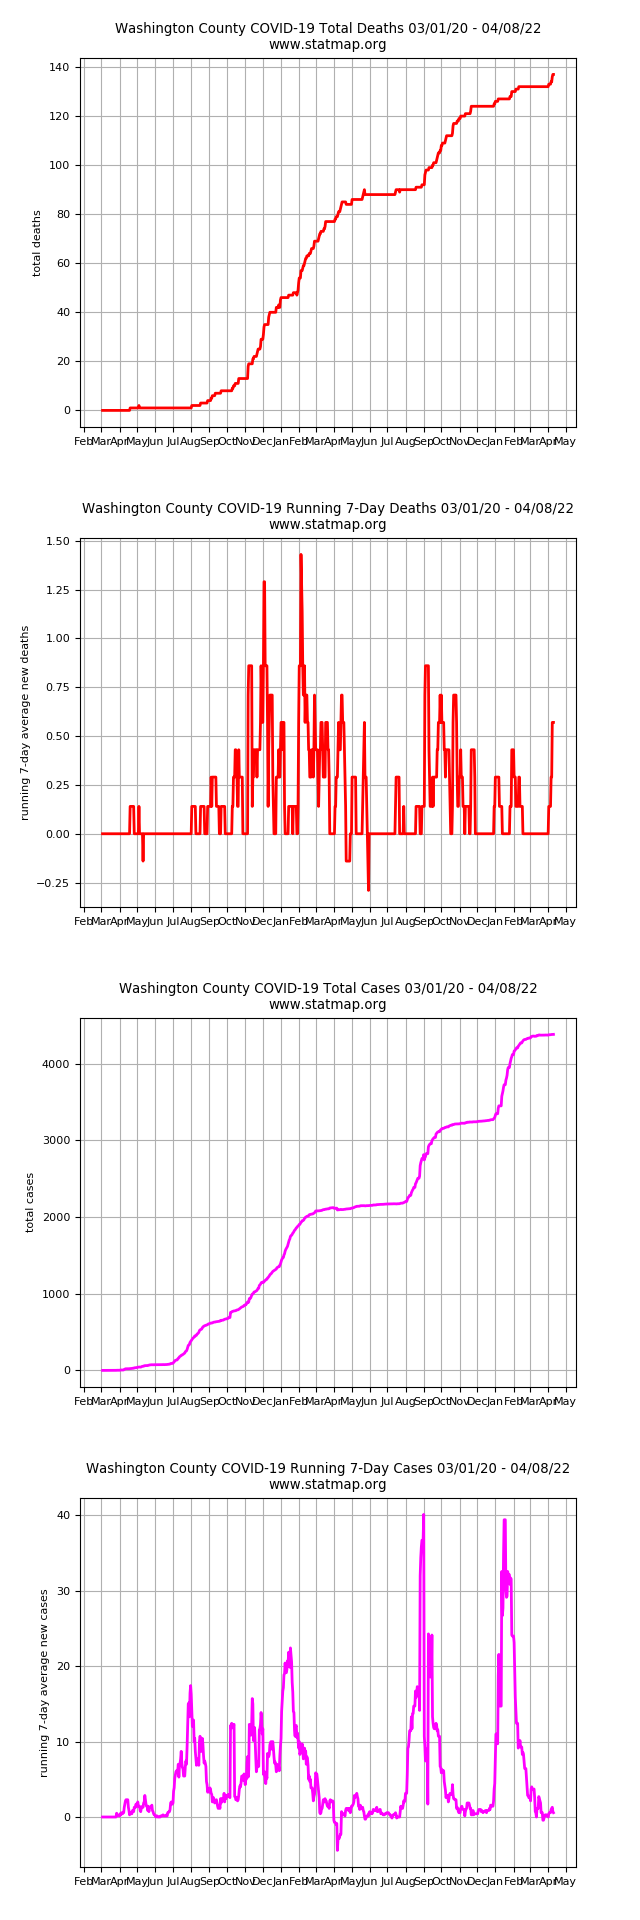 Washington County COVID-19 Total Deaths 03/01/20 - 04/08/22
www.statmap.org
140
120
100
80
60
40
20
0
total deaths
Feb Mar Apr May Jun Jul Aug Sep Oct Nov Dec Jan Feb Mar Apr May Jun Jul Aug Sep Oct Nov Dec Jan Feb Mar Apr May
Washington County COVID-19 Running 7-Day Deaths 03/01/20 - 04/08/22
www.statmap.org
1.50
1.25
1.00
0.75
0.50
0.25
0.00
−0.25
running 7-day average new deaths
Feb Mar Apr May Jun Jul Aug Sep Oct Nov Dec Jan Feb Mar Apr May Jun Jul Aug Sep Oct Nov Dec Jan Feb Mar Apr May
Washington County COVID-19 Total Cases 03/01/20 - 04/08/22
www.statmap.org
4000
3000
2000
1000
0
total cases
Feb Mar Apr May Jun Jul Aug Sep Oct Nov Dec Jan Feb Mar Apr May Jun Jul Aug Sep Oct Nov Dec Jan Feb Mar Apr May
Washington County COVID-19 Running 7-Day Cases 03/01/20 - 04/08/22
www.statmap.org
40
30
20
10
0
running 7-day average new cases
Feb Mar Apr May Jun Jul Aug Sep Oct Nov Dec Jan Feb Mar Apr May Jun Jul Aug Sep Oct Nov Dec Jan Feb Mar Apr May